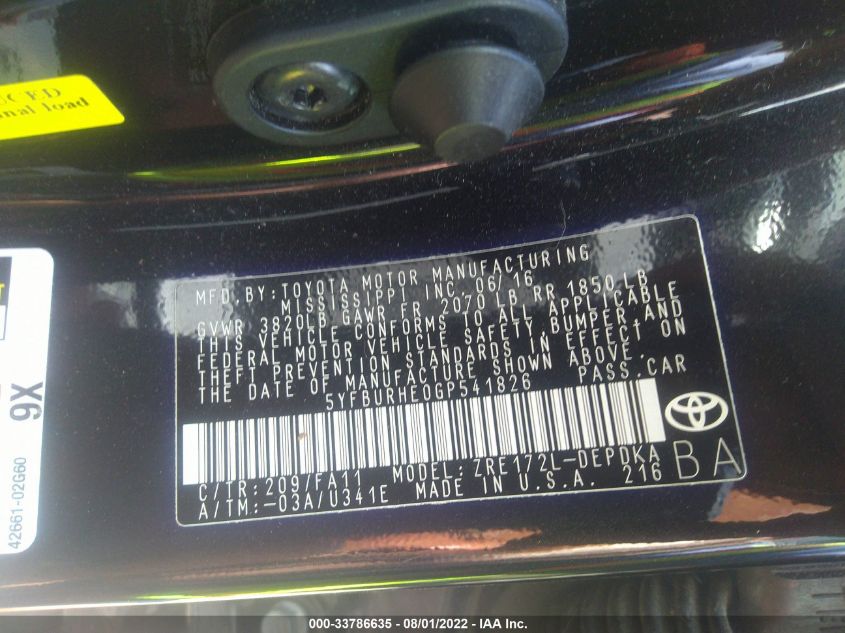 UCED
nal load
9X
42661-02G60
MFD. BY: TOYOTA MOTOR MANUFACTURING
MISSISSIPPI INC. 06/16
GVWR 3820LB GAWR FR 2070 LB RR 1850 LB
THIS VEHICLE CONFORMS TO ALL APPLICABLE
FEDERAL MOTOR VEHICLE SAFETY, BUMPER, AND
THEFT PREVENTION STANDARDS IN EFFECT ON
THE DATE OF MANUFACTURE SHOWN ABOVE.
5YFBURHE0GP541826 PASS. CAR
C/TR: 209/FA11 MODEL: ZRE172L-DEPDKA
A/TM: -03A/U341E MADE IN U.S.A. 216
BA
000-33786635 - 08/01/2022 - IAA Inc.